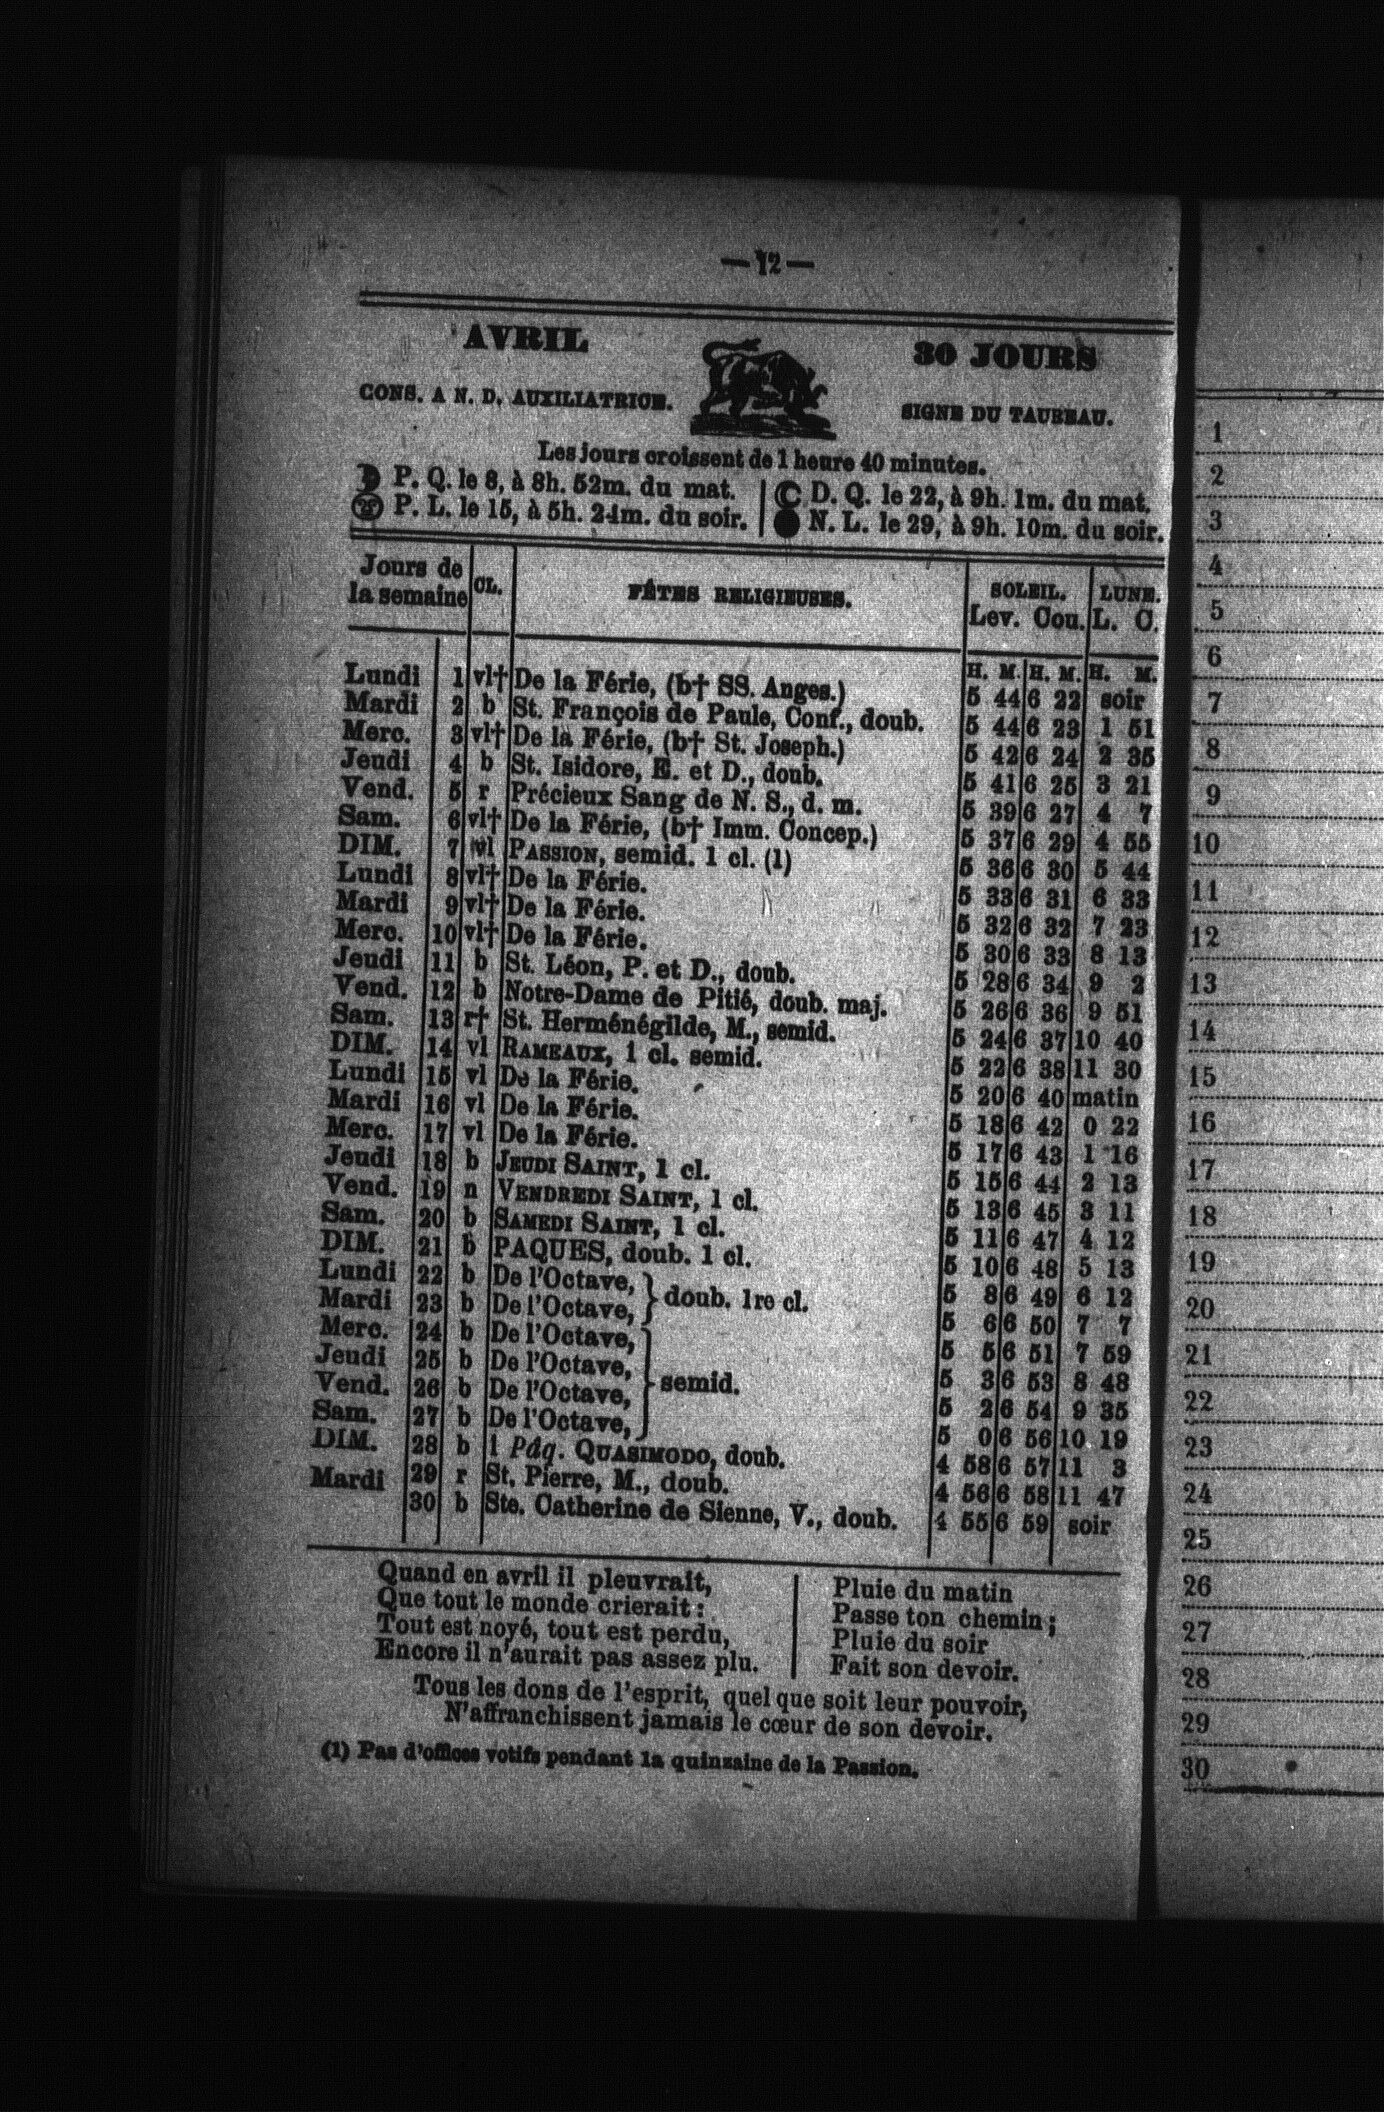 — 12 —
AVRIL 30 JOURS
CONS. A N. D. AUXILIATRICE. SIGNE DU TAUREAU.
Les jours croissent de 1 heure 40 minutes.
P. Q. le 8, à 8h. 52m. du mat. C D. Q. le 22, à 9h. 1m. du mat.
P. L. le 15, à 5h. 24m. du soir. N. L. le 29, à 9h. 10m. du soir.
Jours de la semaine CL. FÊTES RELIGIEUSES. SOLEIL. Lev. Cou. LUNE. L. C.
H. M. H. M. H. M.
Lundi 1 vl† De la Férie, (b† SS. Anges.) 5 44 6 22 soir
Mardi 2 b St. François de Paule, Conf., doub. 5 44 6 23 1 51
Merc. 3 vl† De la Férie, (b† St. Joseph.) 5 42 6 24 2 35
Jeudi 4 b St. Isidore, E. et D., doub. 5 41 6 25 3 21
Vend. 5 r Précieux Sang de N. S., d. m. 5 39 6 27 4 7
Sam. 6 vl† De la Férie, (b† Imm. Concep.) 5 37 6 29 4 55
DIM. 7 vl PASSION, semid. 1 cl. (1) 5 36 6 30 5 44
Lundi 8 vl† De la Férie. 5 33 6 31 6 33
Mardi 9 vl† De la Férie. 5 32 6 32 7 23
Merc. 10 vl† De la Férie. 5 30 6 33 8 13
Jeudi 11 b St. Léon, P. et D., doub. 5 28 6 34 9 2
Vend. 12 b Notre-Dame de Pitié, doub. maj. 5 26 6 36 9 51
Sam. 13 r† St. Herménégilde, M., semid. 5 24 6 37 10 40
DIM. 14 vl RAMEAUX, 1 cl. semid. 5 22 6 38 11 30
Lundi 15 vl De la Férie. 5 20 6 40 matin
Mardi 16 vl De la Férie. 5 18 6 42 0 22
Merc. 17 vl De la Férie. 5 17 6 43 1 16
Jeudi 18 b JEUDI SAINT, 1 cl. 5 15 6 44 2 13
Vend. 19 n VENDREDI SAINT, 1 cl. 5 13 6 45 3 11
Sam. 20 b SAMEDI SAINT, 1 cl. 5 11 6 47 4 12
DIM. 21 b PAQUES, doub. 1 cl. 5 10 6 48 5 13
Lundi 22 b De l'Octave, } doub. 1re cl. 5 8 6 49 6 12
Mardi 23 b De l'Octave, 5 6 6 50 7 7
Merc. 24 b De l'Octave, 5 5 6 51 7 59
Jeudi 25 b De l'Octave, } semid. 5 3 6 53 8 48
Vend. 26 b De l'Octave, 5 2 6 54 9 35
Sam. 27 b De l'Octave, 5 0 6 56 10 19
DIM. 28 b 1 Pâq. QUASIMODO, doub. 4 58 6 57 11 3
Mardi 29 r St. Pierre, M., doub. 4 56 6 58 11 47
30 b Ste. Catherine de Sienne, V., doub. 4 55 6 59 soir
Quand en avril il pleuvrait,
Que tout le monde crierait :
Tout est noyé, tout est perdu,
Encore il n'aurait pas assez plu.
Pluie du matin
Passe ton chemin ;
Pluie du soir
Fait son devoir.
Tous les dons de l'esprit, quel que soit leur pouvoir,
N'affranchissent jamais le cœur de son devoir.
(1) Pas d'offices votifs pendant la quinzaine de la Passion.
1
2
3
4
5
6
7
8
9
10
11
12
13
14
15
16
17
18
19
20
21
22
23
24
25
26
27
28
29
30